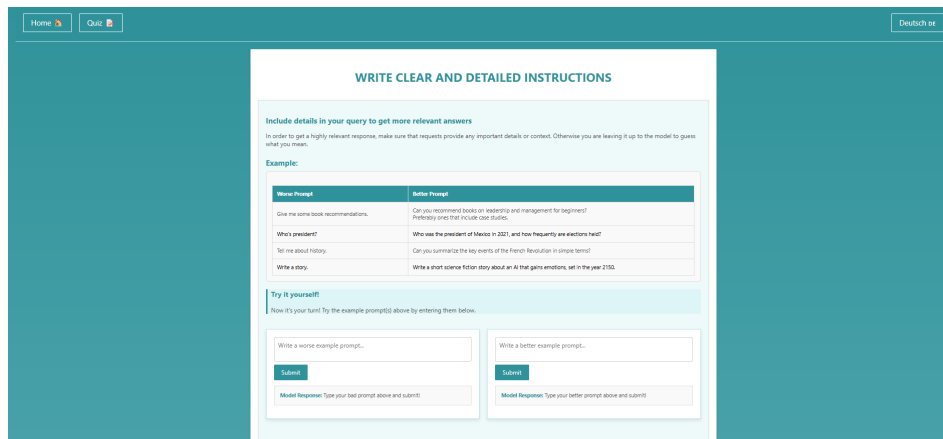 Home
Quiz
Deutsch DE
WRITE CLEAR AND DETAILED INSTRUCTIONS
Include details in your query to get more relevant answers
In order to get a highly relevant response, make sure that requests provide any important details or context. Otherwise you are leaving it up to the model to guess
what you mean.
Example:
Worse Prompt
Better Prompt
Give me some book recommendations.
Can you recommend books on leadership and management for beginners?
Preferably ones that include case studies.
Who's president?
Who was the president of Mexico in 2021, and how frequently are elections held?
Tell me about history.
Can you summarize the key events of the French Revolution in simple terms?
Write a story.
Write a short science fiction story about an AI that gains emotions, set in the year 2150.
Try it yourself!
Now it's your turn! Try the example prompt(s) above by entering them below.
Write a worse example prompt...
Submit
Model Response: Type your bad prompt above and submit!
Write a better example prompt...
Submit
Model Response: Type your better prompt above and submit!